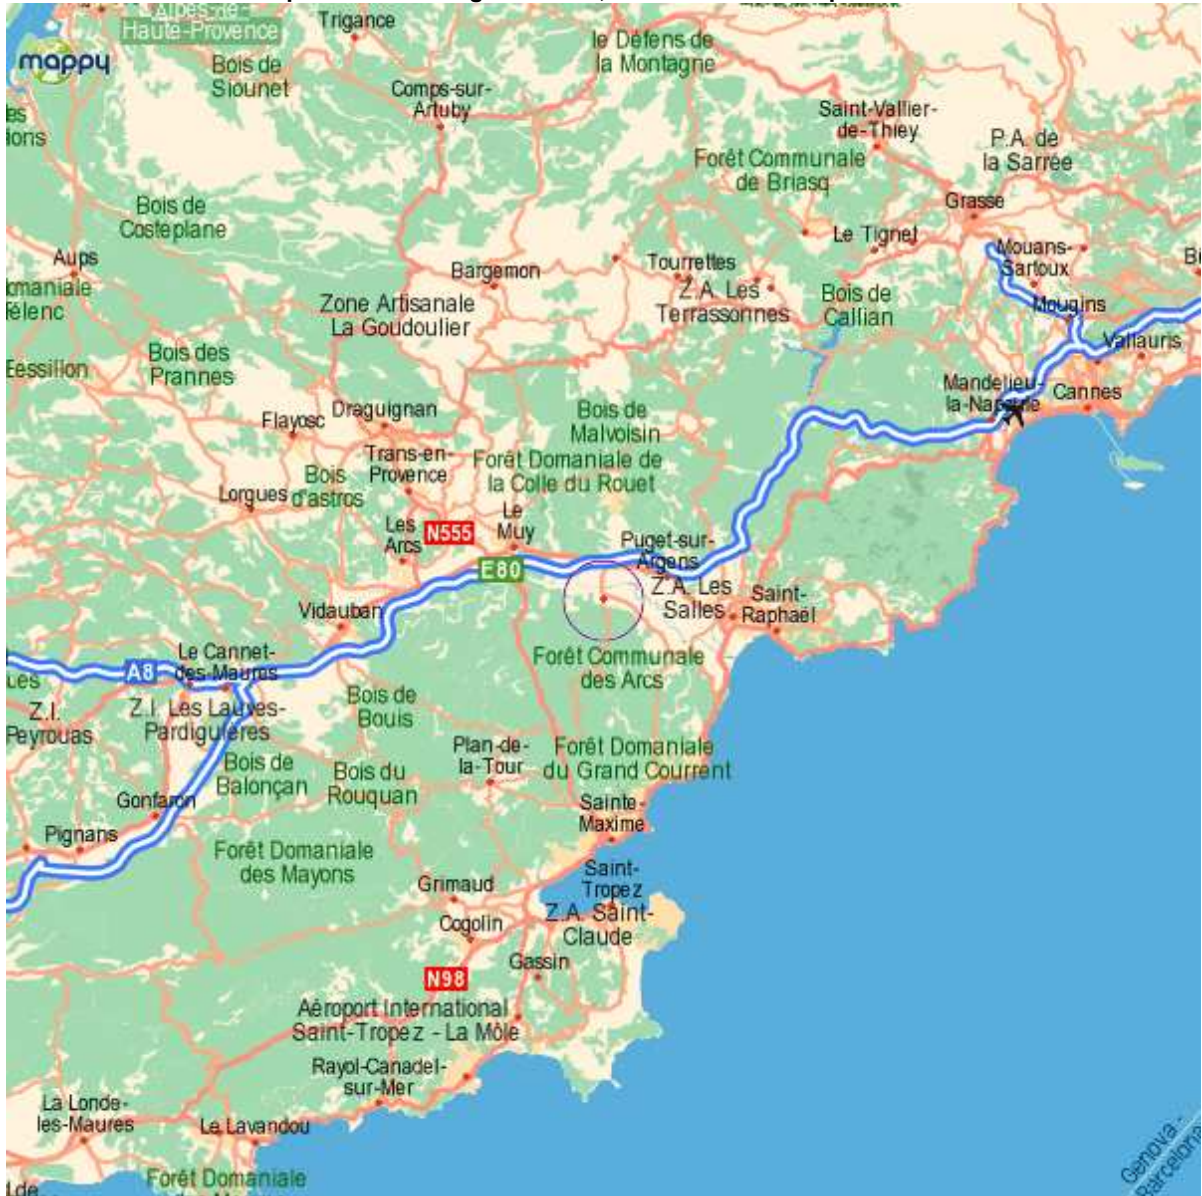 Alpes-de-
Haute-Provence
Trigance
le Défens de
la Montagne
mappy
Bois de
Siounet
Comps-sur-
Artuby
Saint-Vallier-
de-Thiey
P.A. de
la Sarrée
Forêt Communale
de Briasq
Bois de
Costeplane
Grasse
Aups
Le Tignet
Mouans-
Sartoux
Bargemon
Tourrettes
Z.A. Les
Terrassonnes
Bois de
Callian
Zone Artisanale
La Goudoulier
Mougins
Vallauris
Bois des
Prannes
Mandelieu-
la-Napoule
Cannes
Flayosc
Draguignan
Bois de
Malvoisin
Trans-en-
Provence
Forêt Domaniale de
la Colle du Rouet
Bois
d'astros
Lorgues
Les
Arcs
N555
Le
Muy
E80
Puget-sur-
Argens
Z.A. Les
Salles
Saint-
Raphaël
Vidauban
A8
Le Cannet-
des-Maures
Forêt Communale
des Arcs
Z.I.
Peyrouas
Z.I. Les Lauves-
Pardiguières
Bois de
Bouis
Plan-de-
la-Tour
Forêt Domaniale
du Grand Courrent
Bois de
Balonçan
Bois du
Rouquan
Gonfaron
Pignans
Sainte-
Maxime
Forêt Domaniale
des Mayons
Grimaud
Saint-
Tropez
Cogolin
Z.A. Saint-
Claude
Gassin
N98
Aéroport International
Saint-Tropez - La Môle
Rayol-Canadel-
sur-Mer
La Londe-
les-Maures
Le Lavandou
Forêt Domaniale
Genova -
Barcelona